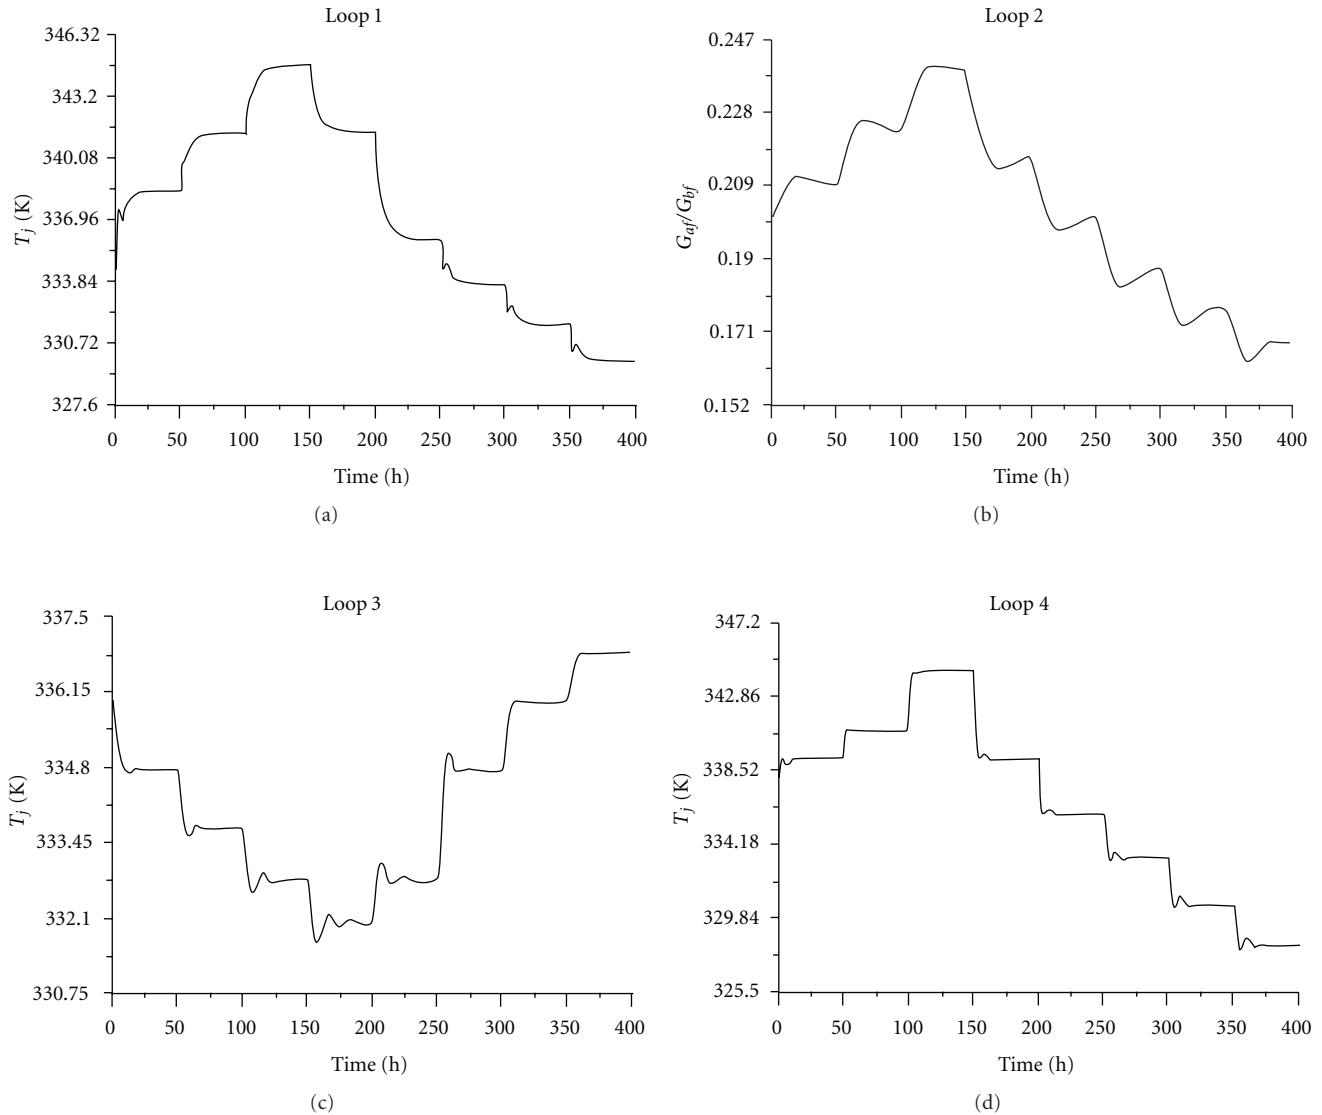 Loop 1
346.32
343.2
340.08
336.96
333.84
330.72
327.6
T_j (K)
0 50 100 150 200 250 300 350 400
Time (h)
(a)
Loop 2
0.247
0.228
0.209
0.19
0.171
0.152
G_af/G_bf
0 50 100 150 200 250 300 350 400
Time (h)
(b)
Loop 3
337.5
336.15
334.8
333.45
332.1
330.75
T_j (K)
0 50 100 150 200 250 300 350 400
Time (h)
(c)
Loop 4
347.2
342.86
338.52
334.18
329.84
325.5
T_j (K)
0 50 100 150 200 250 300 350 400
Time (h)
(d)